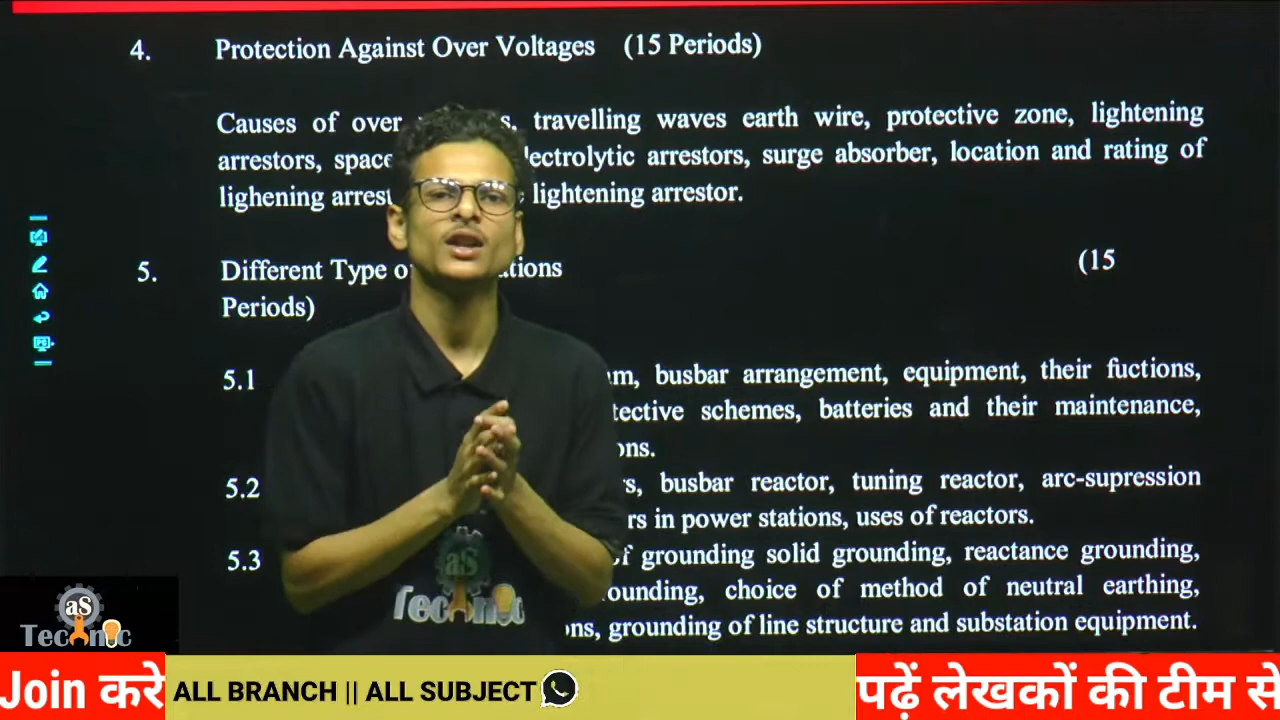 4. Protection Against Over Voltages (15 Periods)
Causes of over s, travelling waves earth wire, protective zone, lightening
arrestors, space lectrolytic arrestors, surge absorber, location and rating of
lighening arrest lightening arrestor.
5. Different Type o ations (15
Periods)
5.1 m, busbar arrangement, equipment, their fuctions,
tective schemes, batteries and their maintenance,
ons.
5.2 rs, busbar reactor, tuning reactor, arc-supression
rs in power stations, uses of reactors.
5.3 f grounding solid grounding, reactance grounding,
ounding, choice of method of neutral earthing,
ons, grounding of line structure and substation equipment.
aS
Tecnic
aS
Tecnic
Join करे ALL BRANCH || ALL SUBJECT पढ़ें लेखकों की टीम से